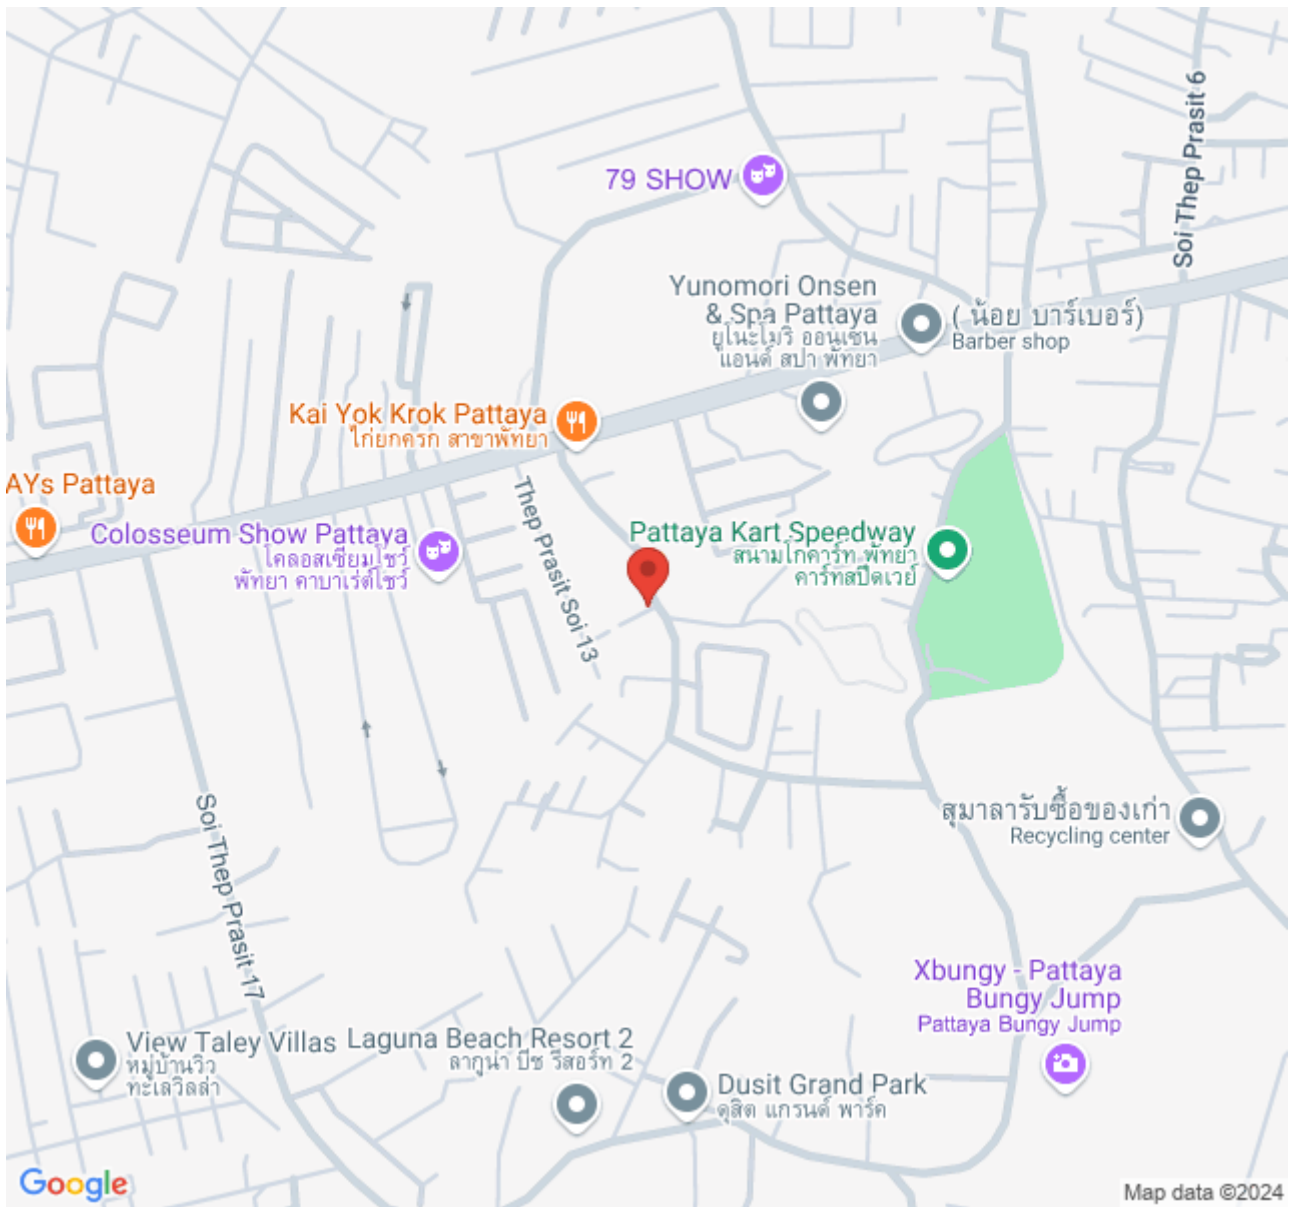 Soi Thep Prasit 6
79 SHOW
Yunomori Onsen
& Spa Pattaya
ยูโนะโมริ ออนเซน
แอนด์ สปา พัทยา
( น้อย บาร์เบอร์)
Barber shop
Kai Yok Krok Pattaya
ไก่ยกครก สาขาพัทยา
AYs Pattaya
Colosseum Show Pattaya
โคลอสเซียมโชว์
พัทยา คาบาเร่ต์โชว์
Thep Prasit Soi 13
Pattaya Kart Speedway
สนามโกคาร์ท พัทยา
คาร์ทสปีดเวย์
Soi Thep Prasit 17
สุมาลารับซื้อของเก่า
Recycling center
Xbungy - Pattaya
Bungy Jump
Pattaya Bungy Jump
View Taley Villas
หมู่บ้านวิว
ทะเลวิลล่า
Laguna Beach Resort 2
ลากูน่า บีช รีสอร์ท 2
Dusit Grand Park
ดุสิต แกรนด์ พาร์ค
Google
Map data ©2024